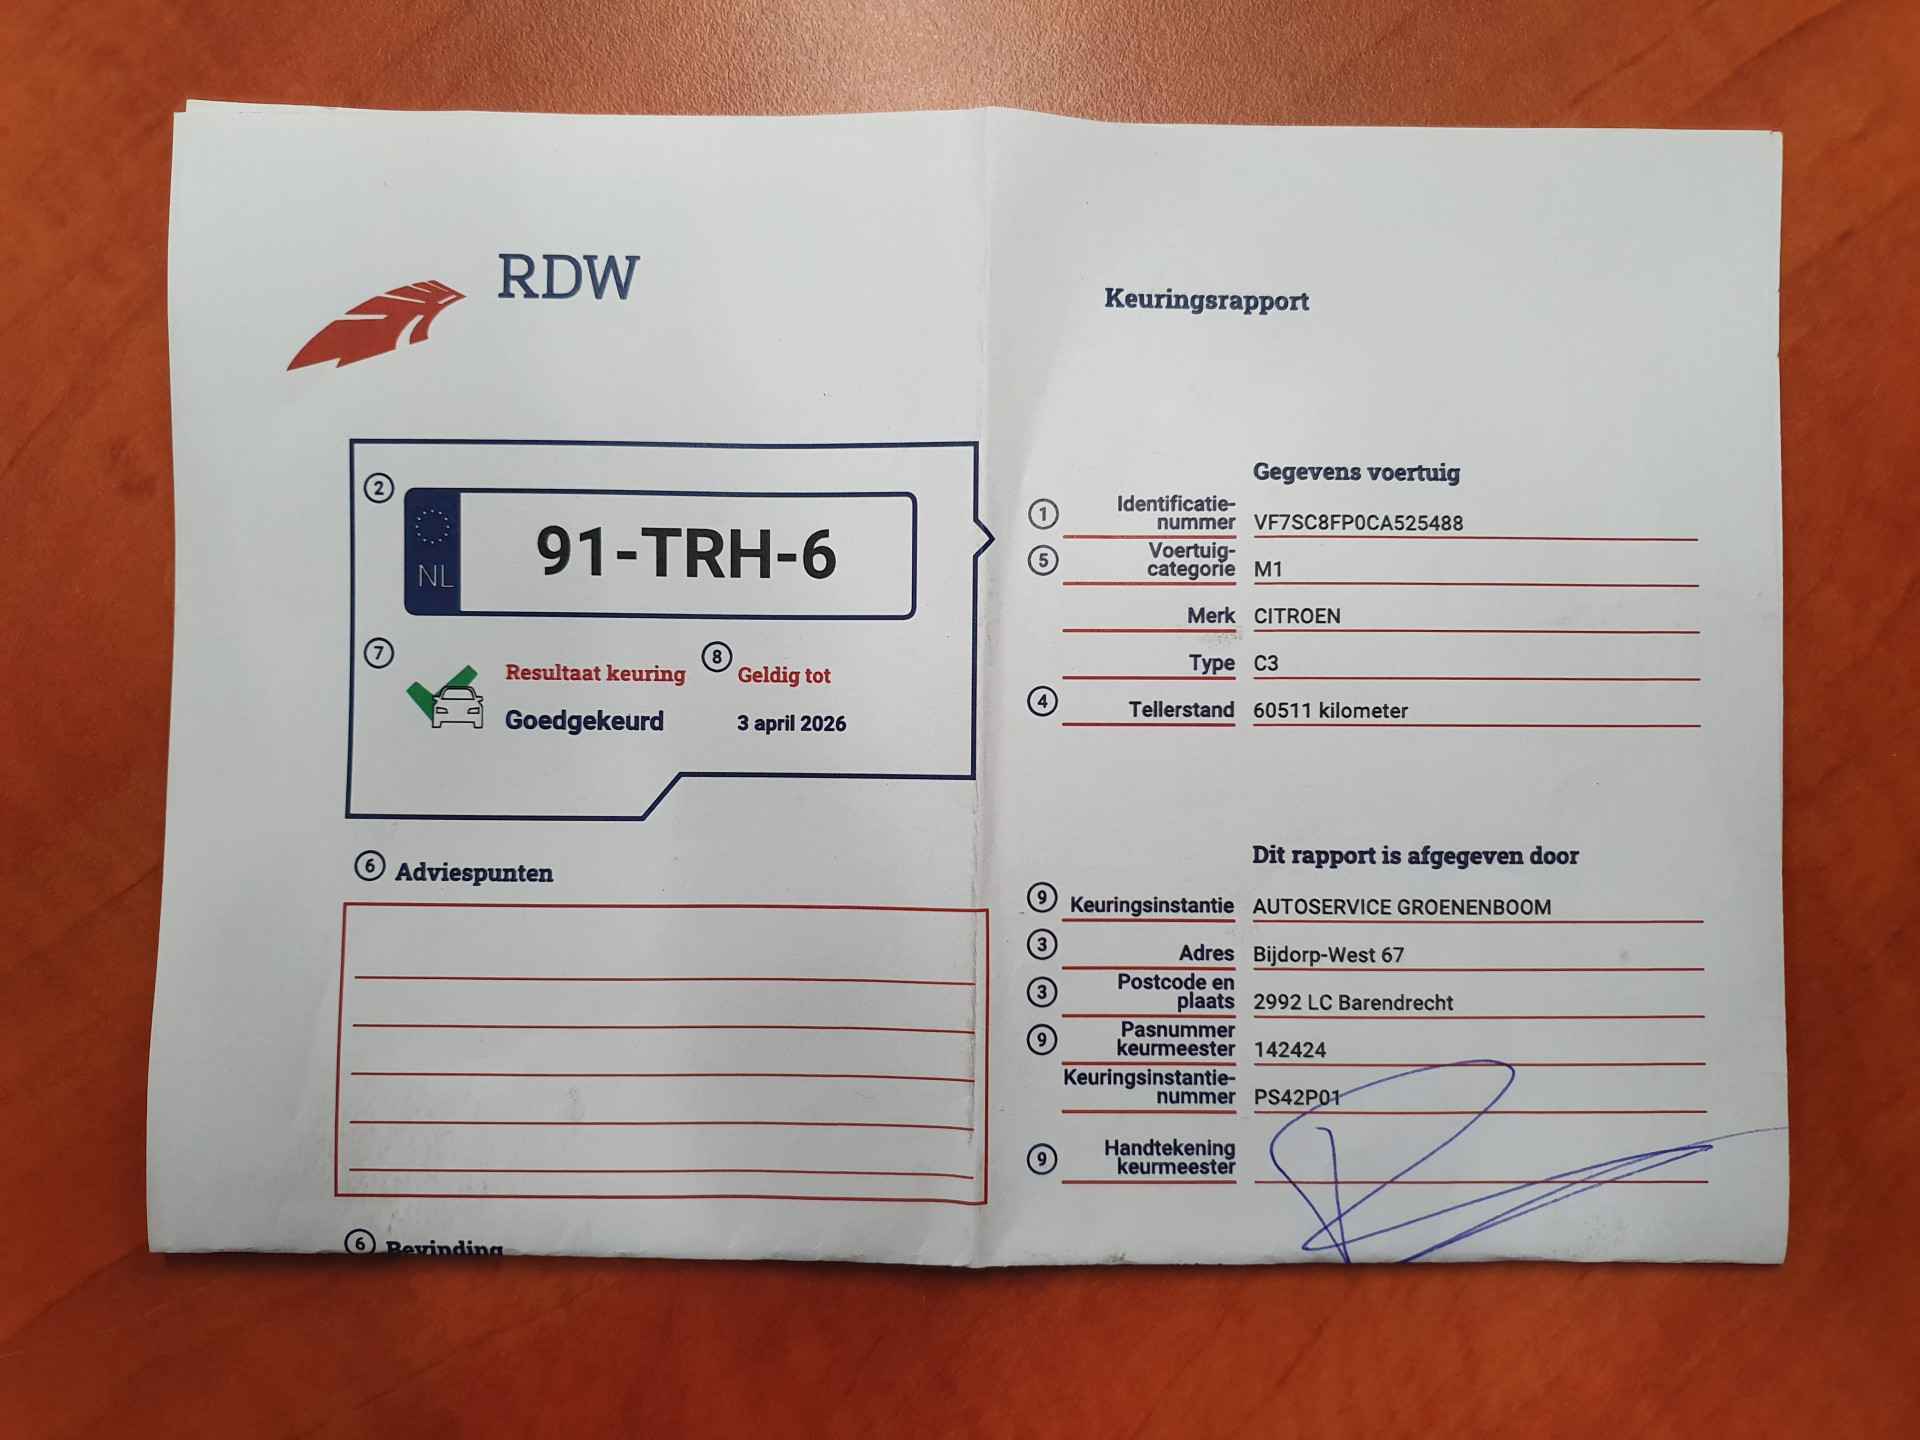 RDW
Keuringsrapport
2
NL
91-TRH-6
7
Resultaat keuring
8
Geldig tot
Goedgekeurd
3 april 2026
6 Adviespunten
6 Bevinding
Gegevens voertuig
1 Identificatie-
nummer VF7SC8FP0CA525488
5 Voertuig-
categorie M1
Merk CITROEN
Type C3
4 Tellerstand 60511 kilometer
Dit rapport is afgegeven door
9 Keuringsinstantie AUTOSERVICE GROENENBOOM
3 Adres Bijdorp-West 67
3 Postcode en
plaats 2992 LC Barendrecht
9 Pasnummer
keurmeester 142424
Keuringsinstantie-
nummer PS42P01
9 Handtekening
keurmeester